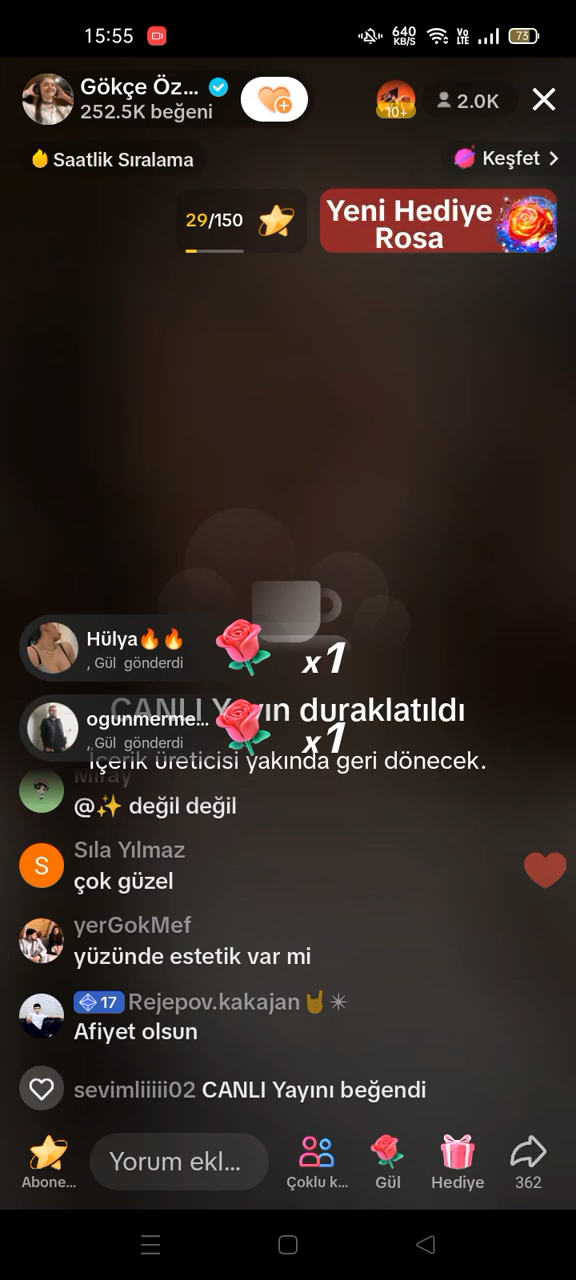 15:55
640
KB/S
Vo
LTE
73
Gökçe Öz...
252.5K beğeni
10+
2.0K
Saatlik Sıralama
Keşfet
29/150
Yeni Hediye
Rosa
Hülya🔥🔥
, Gül gönderdi
x1
CANLI Yayın duraklatıldı
ogunmerme...
, Gül gönderdi
x1
İçerik üreticisi yakında geri dönecek.
Miray
@✨ değil değil
S
Sıla Yılmaz
çok güzel
yerGokMef
yüzünde estetik var mi
17 Rejepov.kakajan🤘✳
Afiyet olsun
sevimliiiii02 CANLI Yayını beğendi
Abone...
Yorum ekl...
Çoklu k...
Gül
Hediye
362